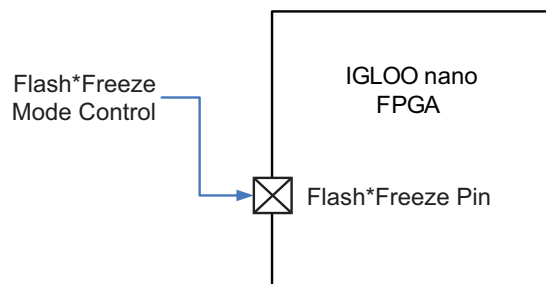 IGLOO nano
FPGA
Flash*Freeze
Mode Control
Flash*Freeze Pin